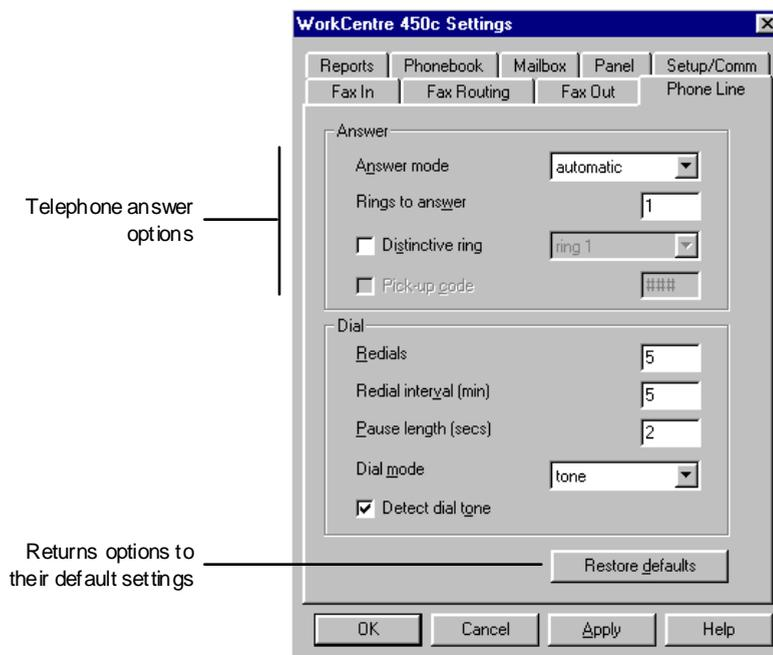 WorkCentre 450c Settings
Reports Phonebook Mailbox Panel Setup/Comm
Fax In Fax Routing Fax Out Phone Line
Answer
Answer mode automatic
Rings to answer 1
Distinctive ring ring 1
Pick-up code ###
Telephone answer
options
Dial
Redials 5
Redial interval (min) 5
Pause length (secs) 2
Dial mode tone
Detect dial tone
Returns options to
their default settings
Restore defaults
OK Cancel Apply Help